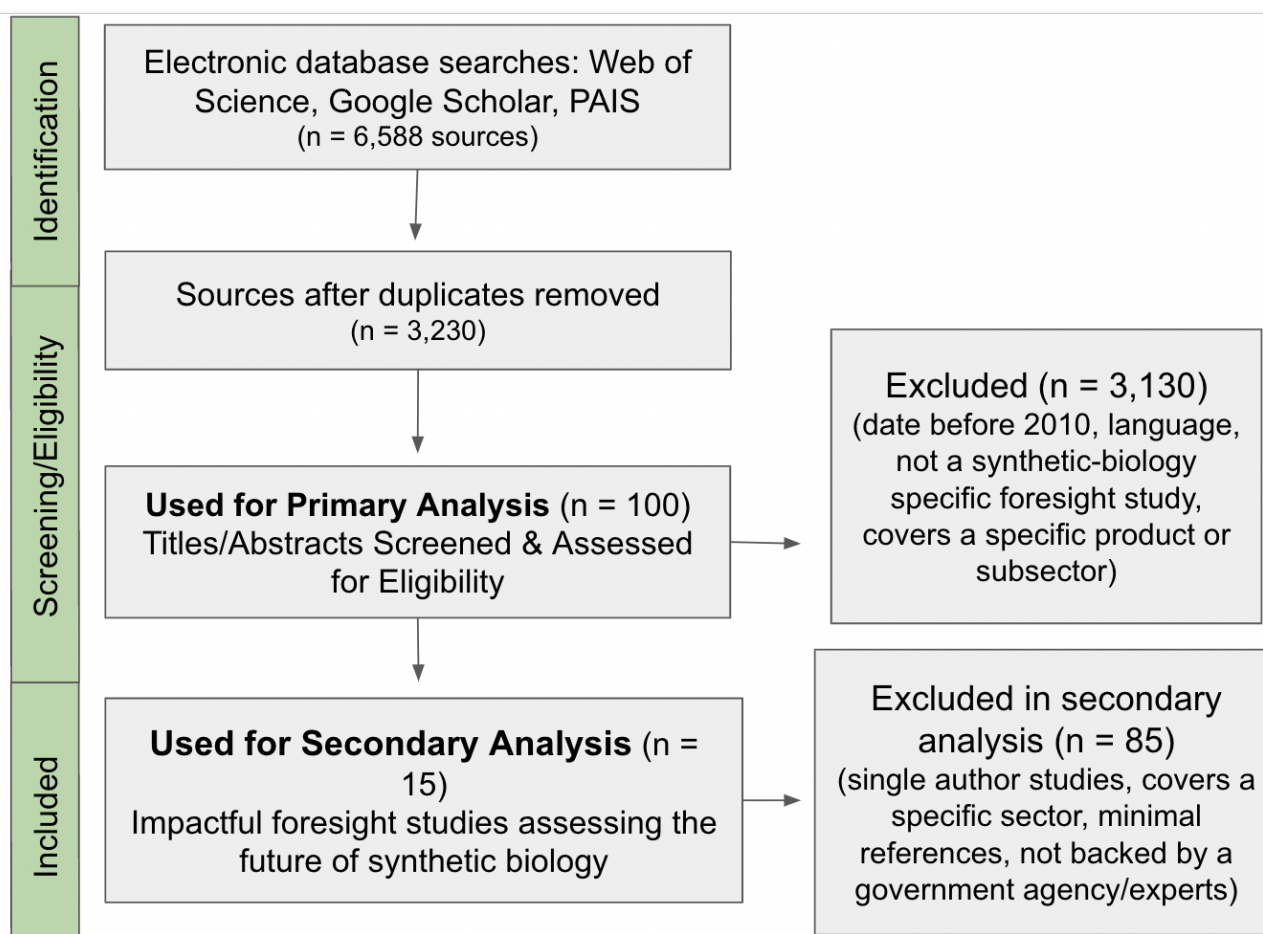 Identification
Electronic database searches: Web of
Science, Google Scholar, PAIS
(n = 6,588 sources)
Screening/Eligibility
Sources after duplicates removed
(n = 3,230)
Used for Primary Analysis (n = 100)
Titles/Abstracts Screened & Assessed
for Eligibility
Excluded (n = 3,130)
(date before 2010, language,
not a synthetic-biology
specific foresight study,
covers a specific product or
subsector)
Included
Used for Secondary Analysis (n =
15)
Impactful foresight studies assessing the
future of synthetic biology
Excluded in secondary
analysis (n = 85)
(single author studies, covers a
specific sector, minimal
references, not backed by a
government agency/experts)